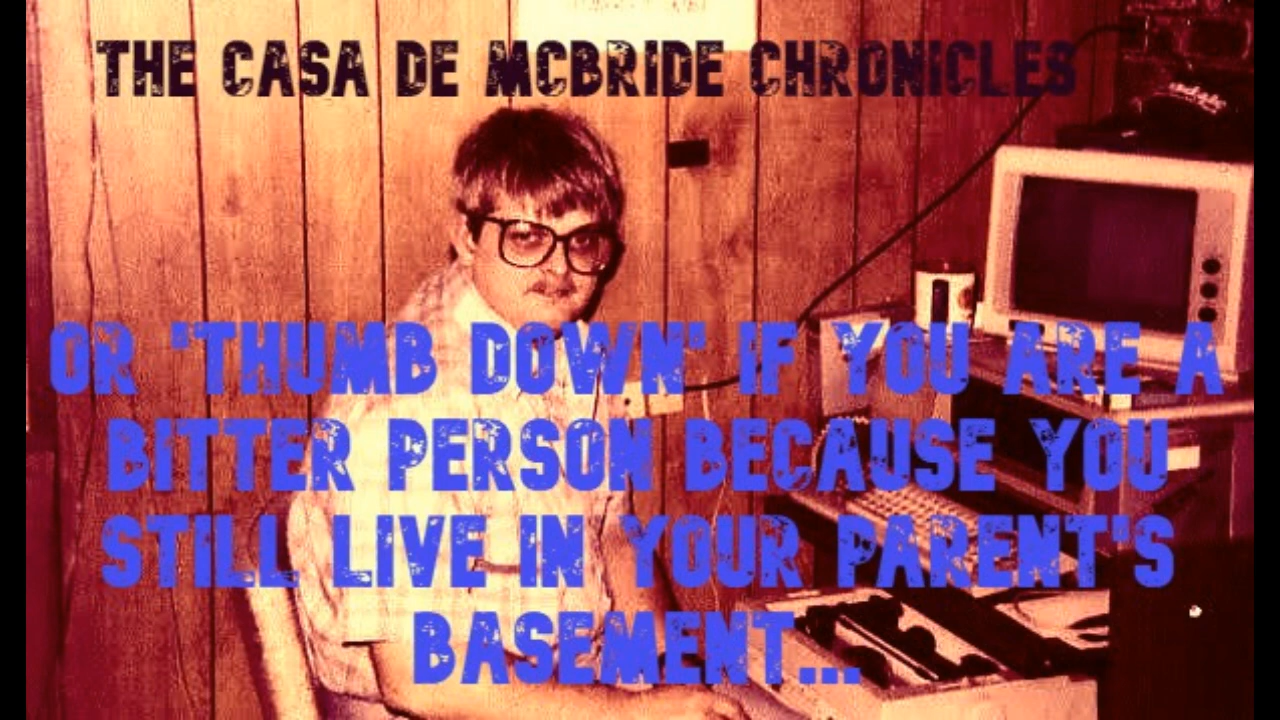 THE CASA DE MCBRIDE CHRONICLES
OR 'THUMB DOWN' IF YOU ARE A
BITTER PERSON BECAUSE YOU
STILL LIVE IN YOUR PARENT'S
BASEMENT...